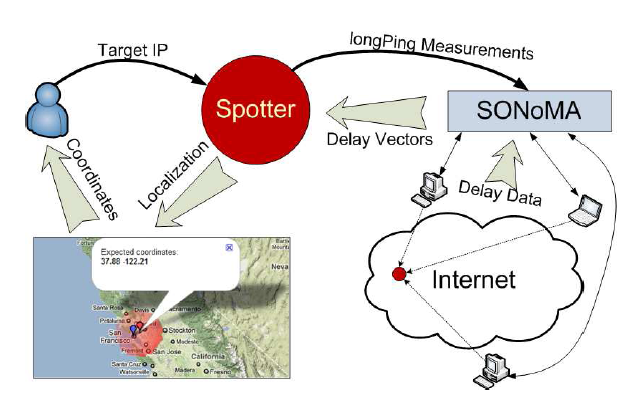 Target IP
longPing Measurements
Spotter
SONoMA
Delay Vectors
Coordinates
Localization
Delay Data
Internet
Expected coordinates:
37.88 -122.21
Neva
Santa Rosa
Davis
Sacramento
Petaluma
San
Francisco
Stockton
Modesto
Fremont
San Jose
California
Santa Cruz
Watsonville
Madera
Fresno